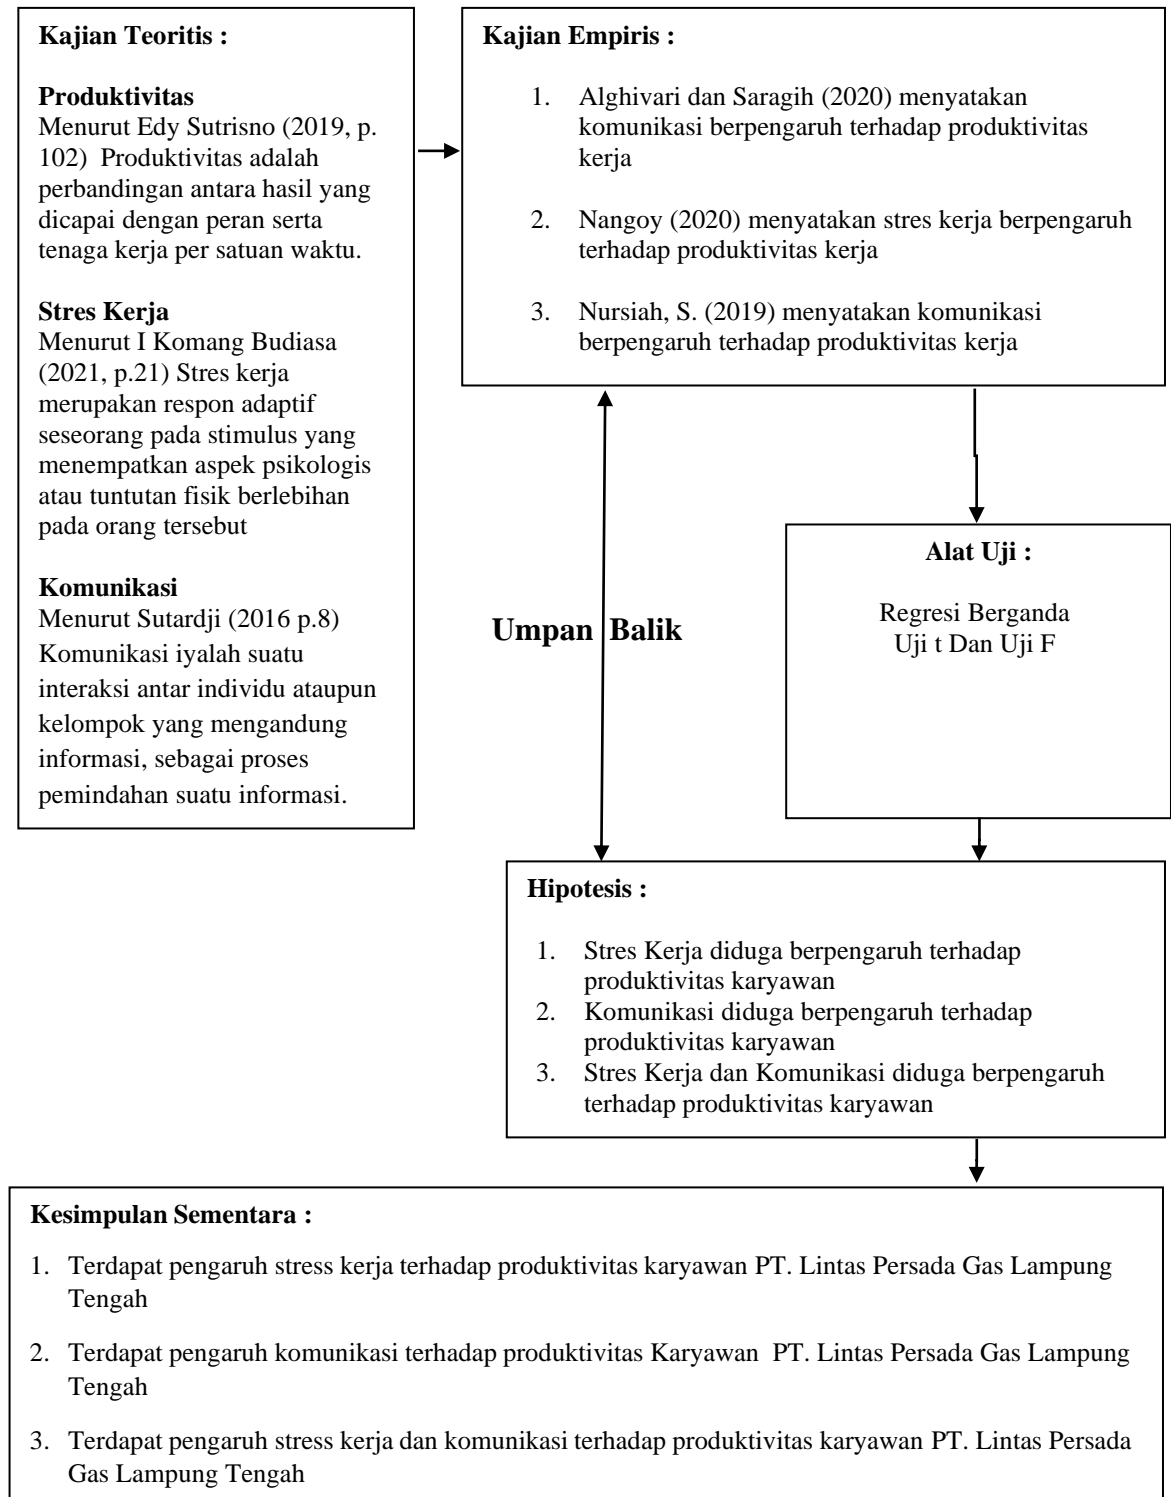 Kajian Teoritis :
Produktivitas
Menurut Edy Sutrisno (2019, p.
102) Produktivitas adalah
perbandingan antara hasil yang
dicapai dengan peran serta
tenaga kerja per satuan waktu.
Stres Kerja
Menurut I Komang Budiasa
(2021, p.21) Stres kerja
merupakan respon adaptif
seseorang pada stimulus yang
menempatkan aspek psikologis
atau tuntutan fisik berlebihan
pada orang tersebut
Komunikasi
Menurut Sutardji (2016 p.8)
Komunikasi iyalah suatu
interaksi antar individu ataupun
kelompok yang mengandung
informasi, sebagai proses
pemindahan suatu informasi.
Kajian Empiris :
1. Alghivari dan Saragih (2020) menyatakan
komunikasi berpengaruh terhadap produktivitas
kerja
2. Nangoy (2020) menyatakan stres kerja berpengaruh
terhadap produktivitas kerja
3. Nursiah, S. (2019) menyatakan komunikasi
berpengaruh terhadap produktivitas kerja
Umpan Balik
Alat Uji :
Regresi Berganda
Uji t Dan Uji F
Hipotesis :
1. Stres Kerja diduga berpengaruh terhadap
produktivitas karyawan
2. Komunikasi diduga berpengaruh terhadap
produktivitas karyawan
3. Stres Kerja dan Komunikasi diduga berpengaruh
terhadap produktivitas karyawan
Kesimpulan Sementara :
1. Terdapat pengaruh stress kerja terhadap produktivitas karyawan PT. Lintas Persada Gas Lampung
Tengah
2. Terdapat pengaruh komunikasi terhadap produktivitas Karyawan PT. Lintas Persada Gas Lampung
Tengah
3. Terdapat pengaruh stress kerja dan komunikasi terhadap produktivitas karyawan PT. Lintas Persada
Gas Lampung Tengah